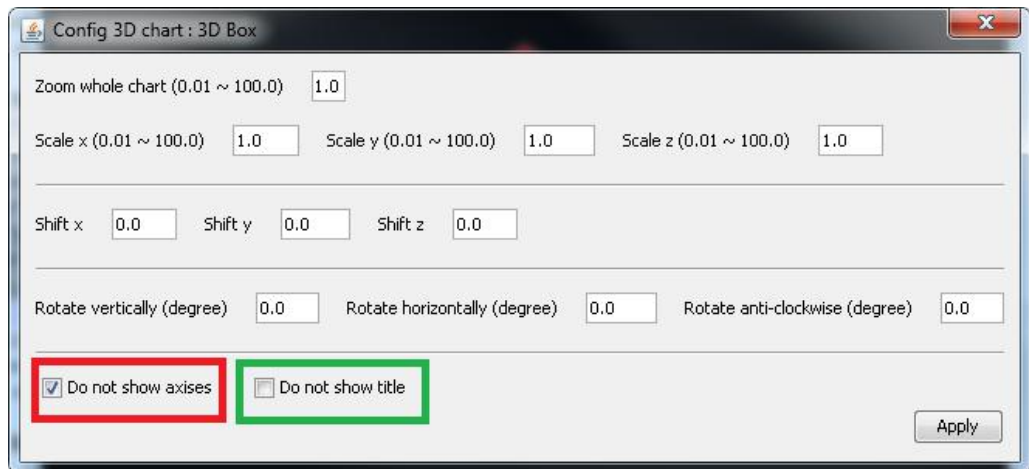 Config 3D chart : 3D Box
Zoom whole chart (0.01 ~ 100.0) 1.0
Scale x (0.01 ~ 100.0) 1.0 Scale y (0.01 ~ 100.0) 1.0 Scale z (0.01 ~ 100.0) 1.0
Shift x 0.0 Shift y 0.0 Shift z 0.0
Rotate vertically (degree) 0.0 Rotate horizontally (degree) 0.0 Rotate anti-clockwise (degree) 0.0
Do not show axises Do not show title
Apply